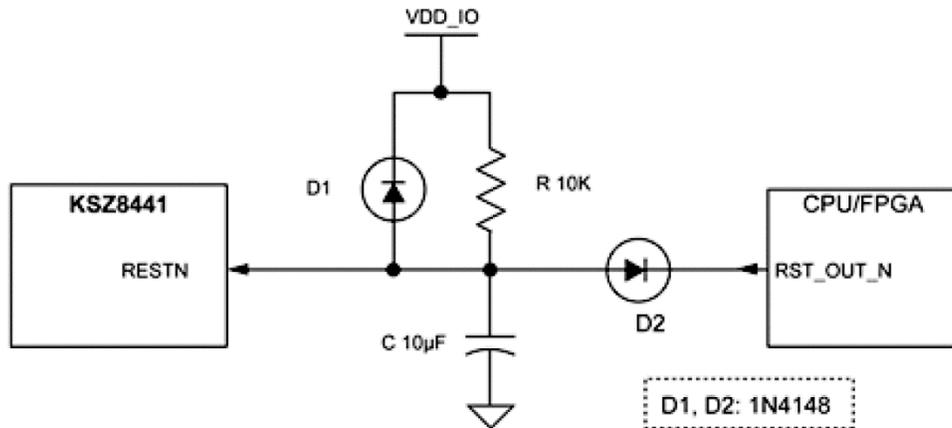 VDD_IO
KSZ8441
D1
R 10K
CPU/FPGA
RESTN
RST_OUT_N
D2
C 10µF
D1, D2: 1N4148